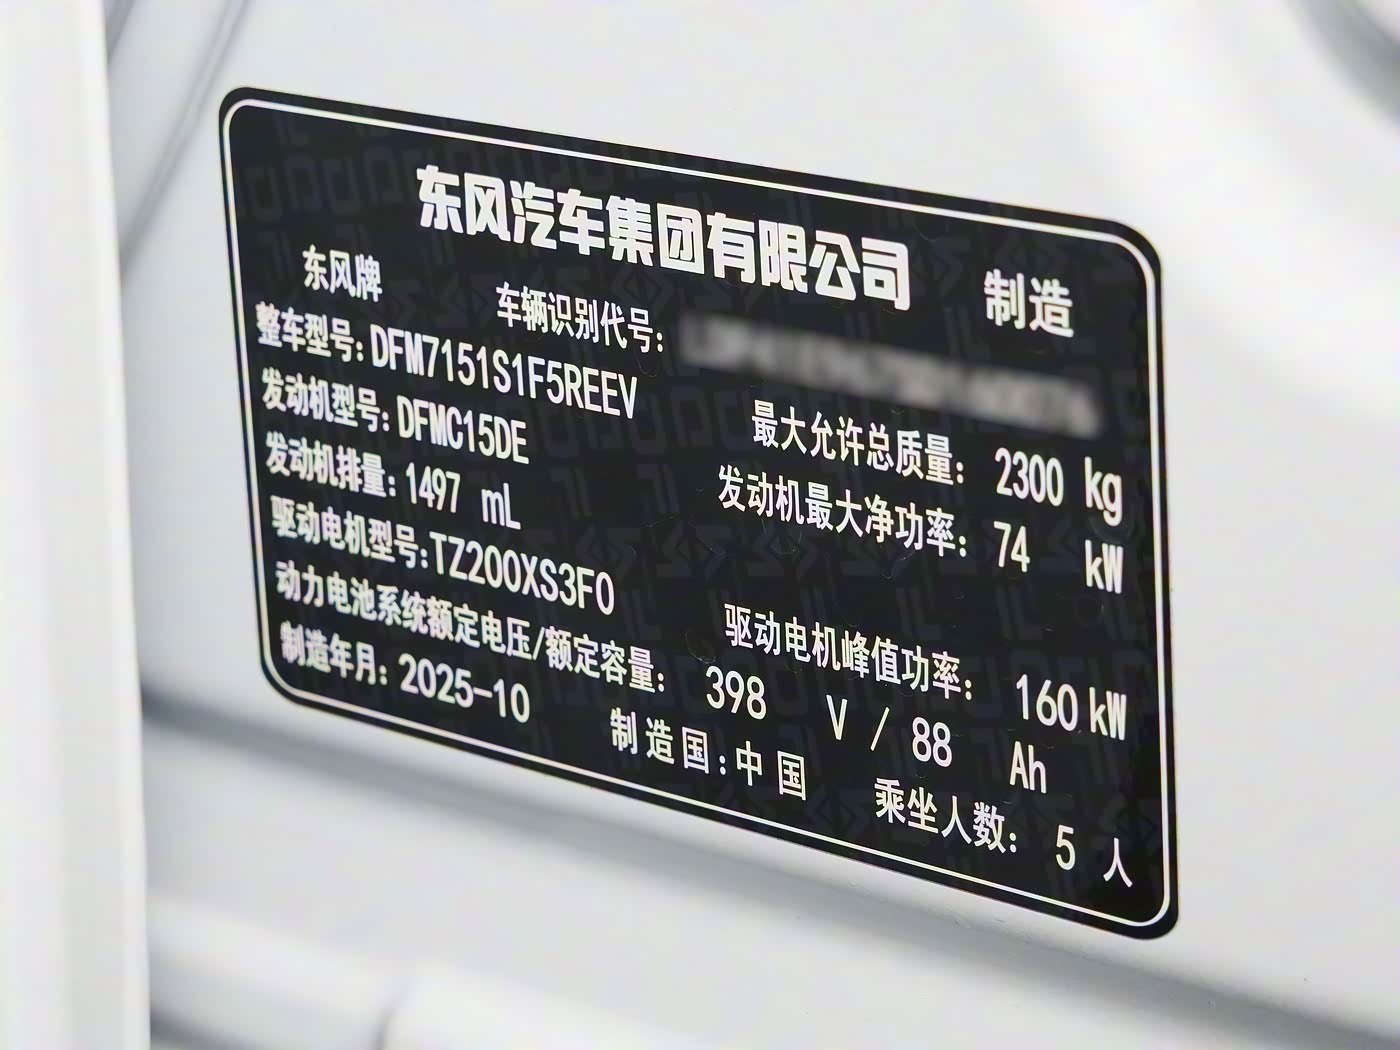 东风汽车集团有限公司 制造
东风牌 车辆识别代号:
整车型号: DFM7151S1F5REEV 最大允许总质量: 2300 kg
发动机型号: DFMC15DE 发动机最大净功率: 74 kW
发动机排量: 1497 mL
驱动电机型号: TZ200XS3F0 驱动电机峰值功率: 160 kW
动力电池系统额定电压/额定容量: 398 V / 88 Ah
制造年月: 2025-10 制造国: 中国 乘坐人数: 5 人